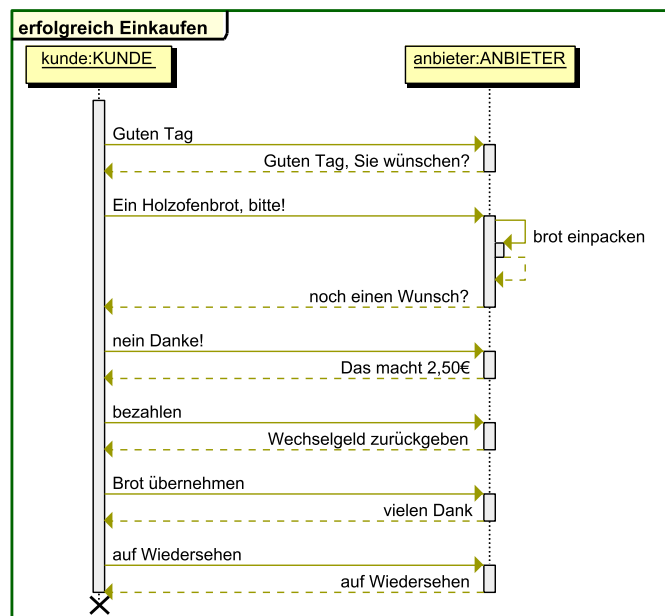 erfolgreich Einkaufen
kunde:KUNDE
anbieter:ANBIETER
Guten Tag
Guten Tag, Sie wünschen?
Ein Holzofenbrot, bitte!
brot einpacken
noch einen Wunsch?
nein Danke!
Das macht 2,50€
bezahlen
Wechselgeld zurückgeben
Brot übernehmen
vielen Dank
auf Wiedersehen
auf Wiedersehen